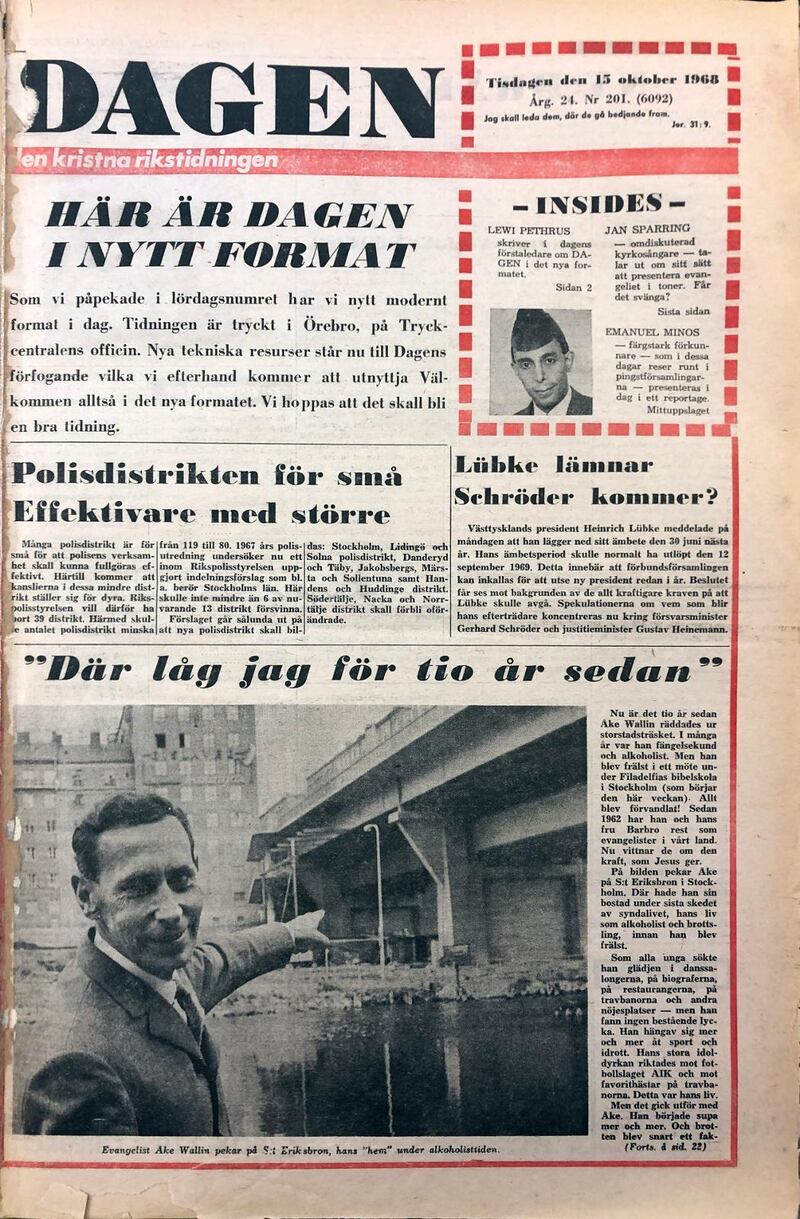 DAGEN
en kristna rikstidningen
Tisdagen den 15 oktober 1968
Årg. 24. Nr 201. (6092)
Jag skall leda dem, där de gå bedjande fram.
Jer. 31:9.
HÄR ÄR DAGEN
I NYTT FORMAT
Som vi påpekade i lördagsnumret har vi nytt modernt
format i dag. Tidningen är tryckt i Örebro, på Tryck-
centralens officin. Nya tekniska resurser står nu till Dagens
förfogande vilka vi efterhand kommer att utnyttja Väl-
kommen alltså i det nya formatet. Vi hoppas att det skall bli
en bra tidning.
– INSIDES –
LEWI PETHRUS
skriver i dagens
förstaledare om DA-
GEN i det nya for-
matet.
Sidan 2
JAN SPARRING
— omdiskuterad
kyrkosångare — ta-
lar ut om sitt sätt
att presentera evan-
geliet i toner. Får
det svänga?
Sista sidan
EMANUEL MINOS
— färgstark förkun-
nare — som i dessa
dagar reser runt i
pingstförsamlingar-
na — presenteras i
dag i ett reportage.
Mittuppslaget
Polisdistrikten för små
Effektivare med större
Många polisdistrikt är för
små för att polisens verksam-
het skall kunna fullgöras ef-
fektivt. Härtill kommer att
kanslierna i dessa mindre dist-
rikt ställer sig för dyra. Riks-
polisstyrelsen vill därför ha
bort 39 distrikt. Härmed skul-
e antalet polisdistrikt minska
från 119 till 80. 1967 års polis-
utredning undersöker nu ett
inom Rikspolisstyrelsen upp-
gjort indelningsförslag som bl.
a. berör Stockholms län. Här
skulle inte mindre än 6 av nu-
varande 13 distrikt försvinna.
Förslaget går sålunda ut på
att nya polisdistrikt skall bil-
das: Stockholm, Lidingö och
Solna polisdistrikt, Danderyd
och Täby, Jakobsbergs, Märs-
ta och Sollentuna samt Han-
dens och Huddinge distrikt.
Södertälje, Nacka och Norr-
tälje distrikt skall förbli oför-
ändrade.
Lübke lämnar
Schröder kommer?
Västtysklands president Heinrich Lübke meddelade på
måndagen att han lägger ned sitt ämbete den 30 juni nästa
år. Hans ämbetsperiod skulle normalt ha utlöpt den 12
september 1969. Detta innebär att förbundsförsamlingen
kan inkallas för att utse ny president redan i år. Beslutet
får ses mot bakgrunden av de allt kraftigare kraven på att
Lübke skulle avgå. Spekulationerna om vem som blir
hans efterträdare koncentreras nu kring försvarsminister
Gerhard Schröder och justitieminister Gustav Heinemann.
”Där låg jag för tio år sedan”
Nu är det tio år sedan
Åke Wallin räddades ur
storstadsträsket. I många
år var han fängelsekund
och alkoholist. Men han
blev frälst i ett möte un-
der Filadelfias bibelskola
i Stockholm (som börjar
den här veckan). Allt
blev förvandlat! Sedan
1962 har han och hans
fru Barbro rest som
evangelister i vårt land.
Nu vittnar de om den
kraft, som Jesus ger.
På bilden pekar Åke
på S:t Eriksbron i Stock-
holm. Där hade han sin
bostad under sista skedet
av syndalivet, hans liv
som alkoholist och brotts-
ling, innan han blev
frälst.
Som alla unga sökte
han glädjen i danssa-
longerna, på biograferna,
på restaurangerna, på
travbanorna och andra
nöjesplatser — men han
fann ingen bestående lyc-
ka. Han hängav sig mer
och mer åt sport och
idrott. Hans stora idol-
dyrkan riktades mot fot-
bollslaget AIK och mot
favorithästar på travba-
norna. Detta var hans liv.
Men det gick utför med
Åke. Han började supa
mer och mer. Och brot-
ten blev snart ett fak-
(Forts. å sid. 22)
Evangelist Åke Wallin pekar på S:t Eriksbron, hans "hem" under alkoholisttiden.